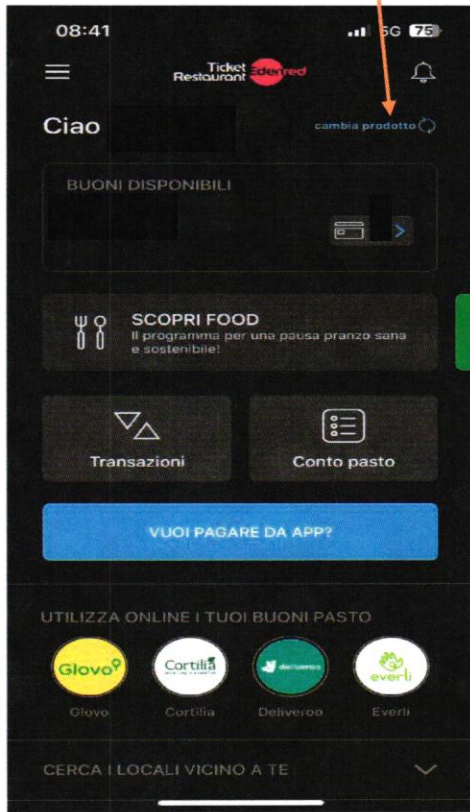 08:41
5G 75
Ticket
Restaurant Edenred
Ciao
cambia prodotto
BUONI DISPONIBILI
SCOPRI FOOD
Il programma per una pausa pranzo sana
e sostenibile!
Transazioni
Conto pasto
VUOI PAGARE DA APP?
UTILIZZA ONLINE I TUOI BUONI PASTO
Glovo
Cortilia
deliveroo
everli
Glovo
Cortilia
Deliveroo
Everli
CERCA I LOCALI VICINO A TE